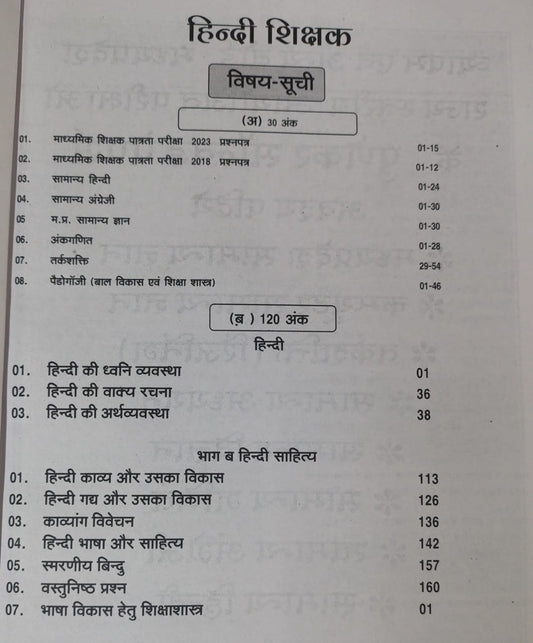 हिन्दी शिक्षक
विषय-सूची
(अ) 30 अंक
01. माध्यमिक शिक्षक पात्रता परीक्षा 2023 प्रश्नपत्र 01-15
02. माध्यमिक शिक्षक पात्रता परीक्षा 2018 प्रश्नपत्र 01-12
03. सामान्य हिन्दी 01-24
04. सामान्य अंग्रेजी 01-30
05 म.प्र. सामान्य ज्ञान 01-30
06. अंकगणित 01-28
07. तर्कशक्ति 29-54
08. पैडोगॉजी (बाल विकास एवं शिक्षा शास्त्र) 01-46
(ब़ ) 120 अंक
हिन्दी
01. हिन्दी की ध्वनि व्यवस्था 01
02. हिन्दी की वाक्य रचना 36
03. हिन्दी की अर्थव्यवस्था 38
भाग ब हिन्दी साहित्य
01. हिन्दी काव्य और उसका विकास 113
02. हिन्दी गद्य और उसका विकास 126
03. काव्यांग विवेचन 136
04. हिन्दी भाषा और साहित्य 142
05. स्मरणीय बिन्दु 157
06. वस्तुनिष्ठ प्रश्न 160
07. भाषा विकास हेतु शिक्षाशास्त्र 01